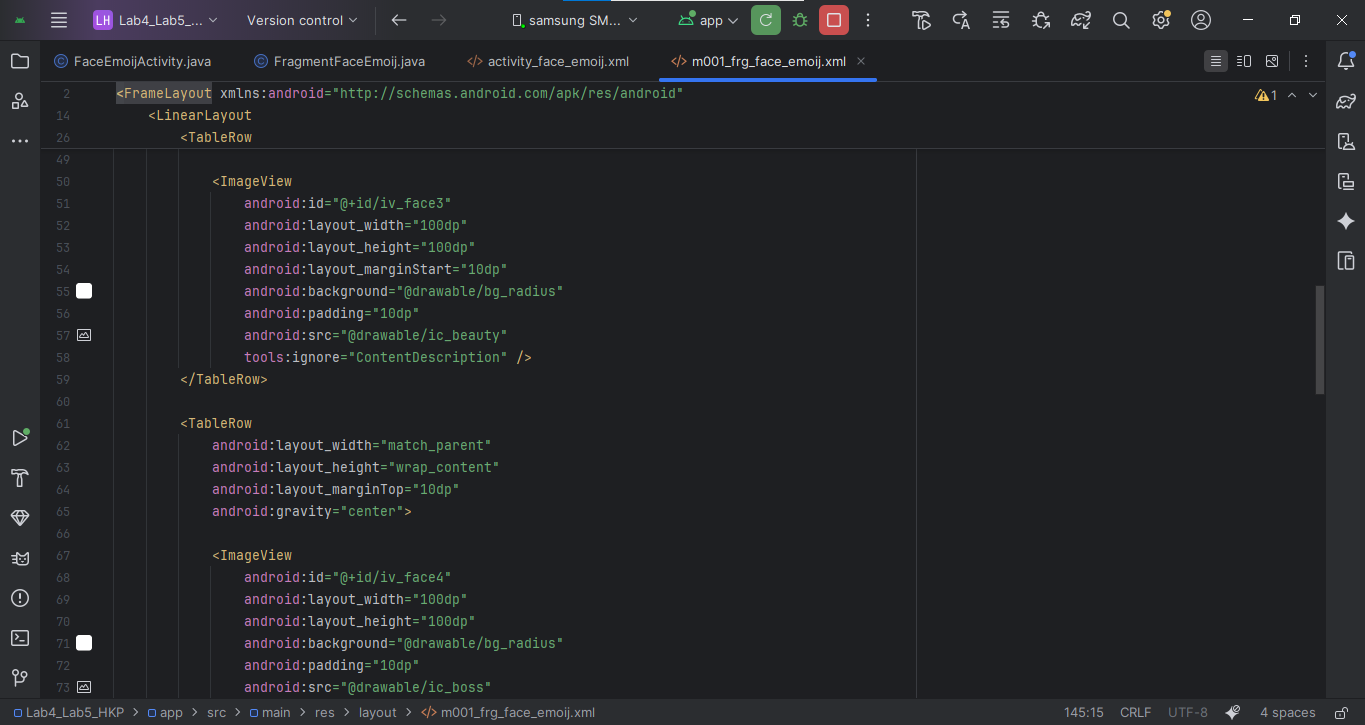 LH Lab4_Lab5_... Version control samsung SM... app
FaceEmoijActivity.java FragmentFaceEmoij.java activity_face_emoij.xml m001_frg_face_emoij.xml
2 <FrameLayout xmlns:android="http://schemas.android.com/apk/res/android" 1
14 <LinearLayout
26 <TableRow
49
50 <ImageView
51 android:id="@+id/iv_face3"
52 android:layout_width="100dp"
53 android:layout_height="100dp"
54 android:layout_marginStart="10dp"
55 android:background="@drawable/bg_radius"
56 android:padding="10dp"
57 android:src="@drawable/ic_beauty"
58 tools:ignore="ContentDescription" />
59 </TableRow>
60
61 <TableRow
62 android:layout_width="match_parent"
63 android:layout_height="wrap_content"
64 android:layout_marginTop="10dp"
65 android:gravity="center">
66
67 <ImageView
68 android:id="@+id/iv_face4"
69 android:layout_width="100dp"
70 android:layout_height="100dp"
71 android:background="@drawable/bg_radius"
72 android:padding="10dp"
73 android:src="@drawable/ic_boss"
Lab4_Lab5_HKP > app > src > main > res > layout > m001_frg_face_emoij.xml 145:15 CRLF UTF-8 4 spaces